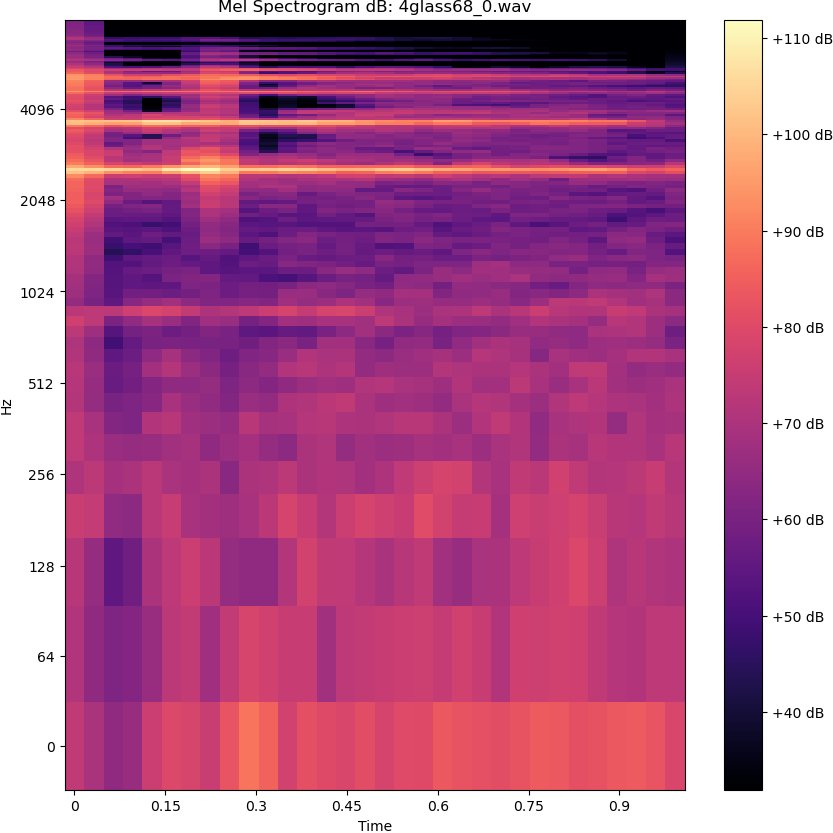 Mel Spectrogram dB: 4glass68_0.wav
+110 dB
4096
+100 dB
2048
+90 dB
1024
+80 dB
512
Hz
+70 dB
256
+60 dB
128
+50 dB
64
+40 dB
0
0 0.15 0.3 0.45 0.6 0.75 0.9
Time